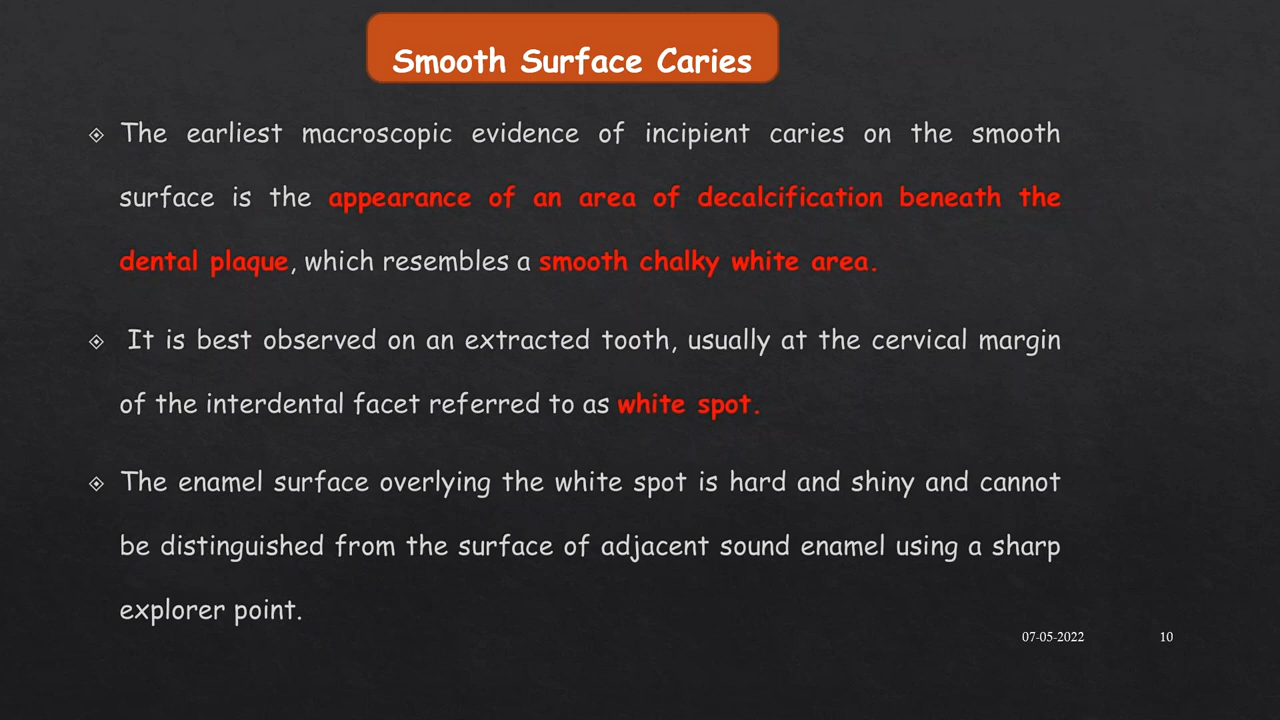 Smooth Surface Caries
The earliest macroscopic evidence of incipient caries on the smooth
surface is the appearance of an area of decalcification beneath the
dental plaque, which resembles a smooth chalky white area.
It is best observed on an extracted tooth, usually at the cervical margin
of the interdental facet referred to as white spot.
The enamel surface overlying the white spot is hard and shiny and cannot
be distinguished from the surface of adjacent sound enamel using a sharp
explorer point.
07-05-2022 10